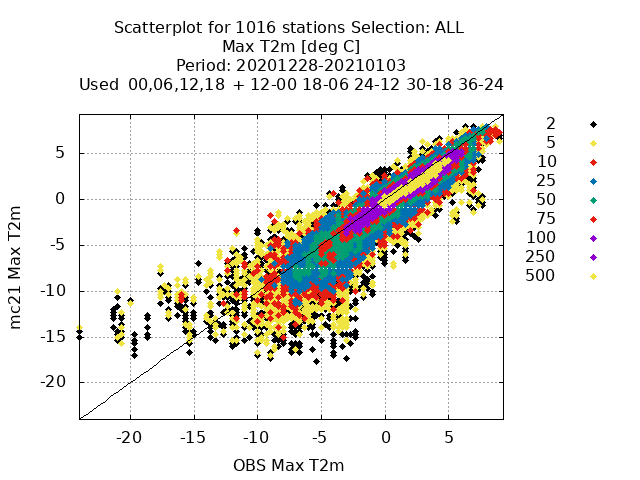 Scatterplot for 1016 stations Selection: ALL
Max T2m [deg C]
Period: 20201228-20210103
Used 00,06,12,18 + 12-00 18-06 24-12 30-18 36-24
2
5
10
25
50
75
100
250
500
5
0
-5
-10
-15
-20
mc21 Max T2m
-20 -15 -10 -5 0 5
OBS Max T2m